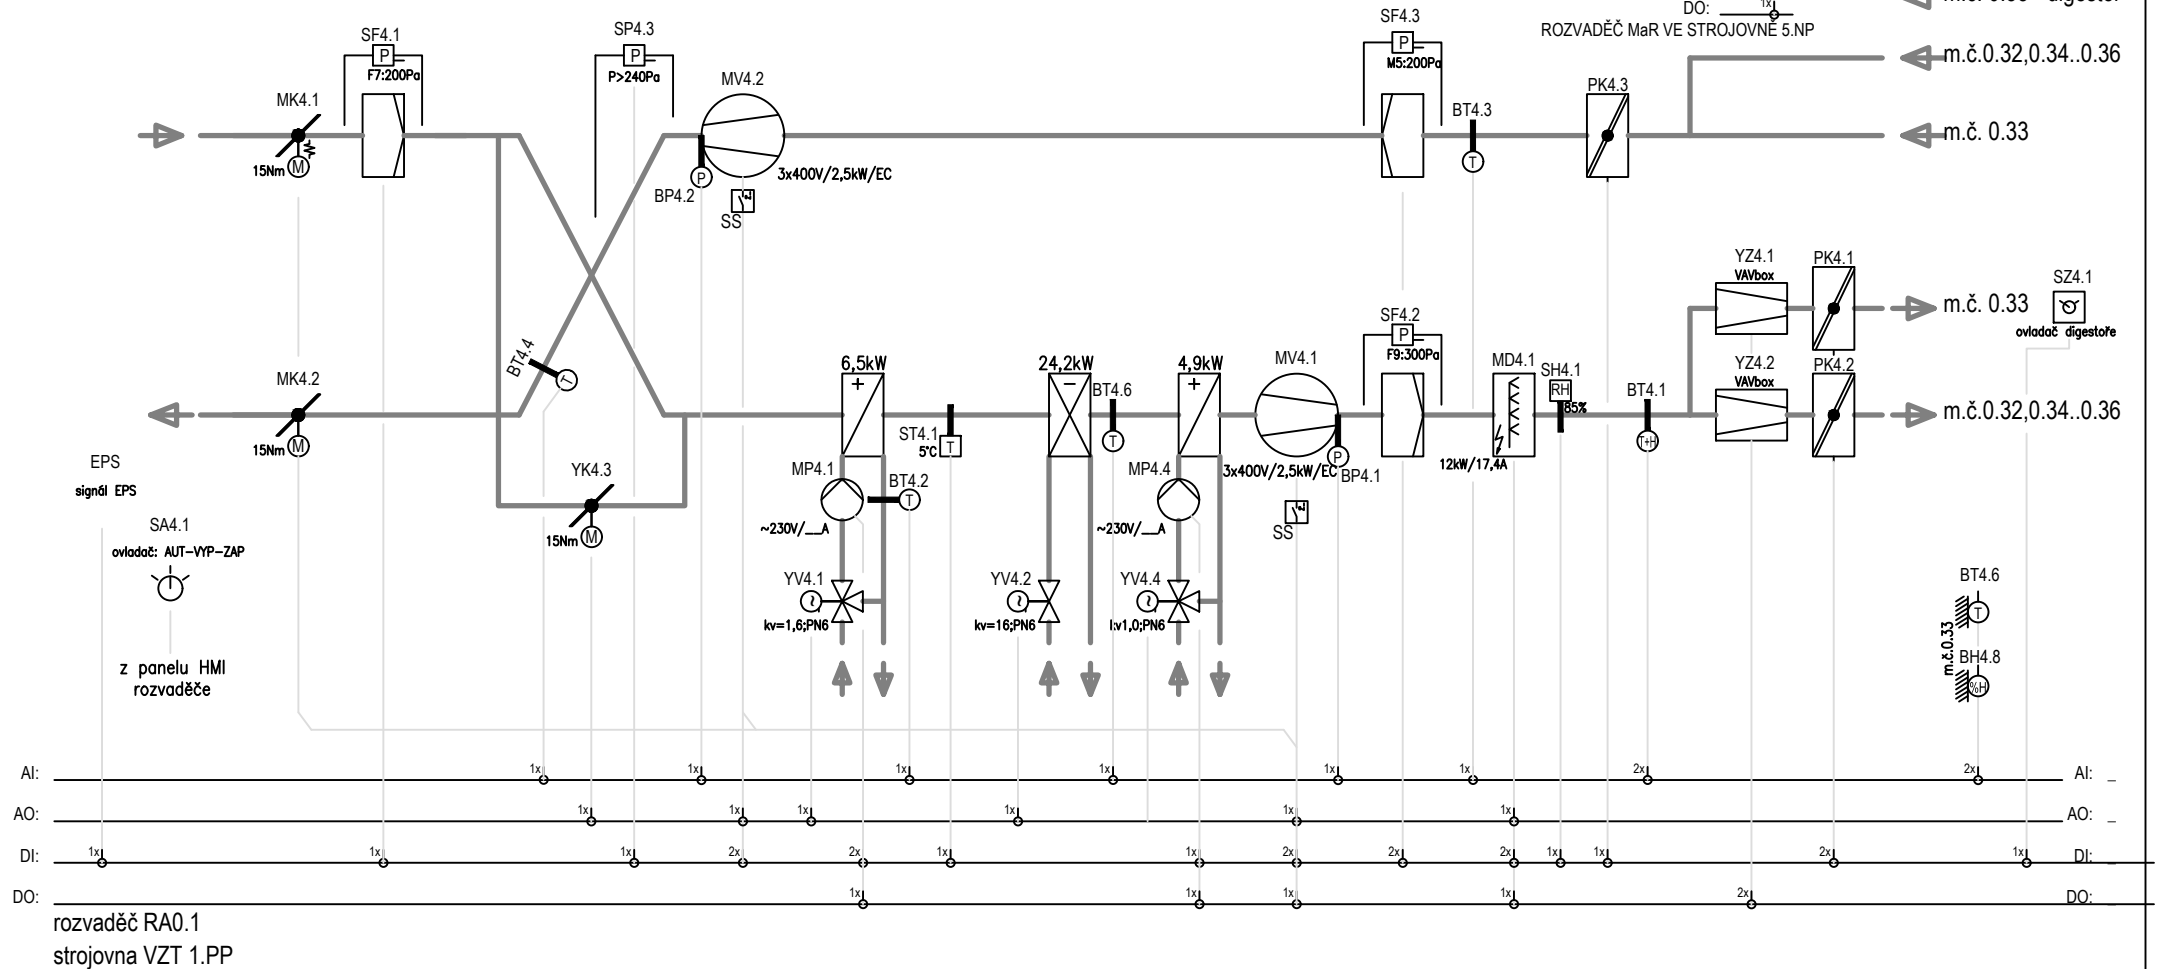 DO: 1x
ROZVADĚČ MaR VE STROJOVNĚ 5.NP
SF4.1
P
F7:200Pa
SP4.3
P
P>240Pa
SF4.3
P
M5:200Pa
m.č.0.32,0.34..0.36
MK4.1
15Nm
M
MV4.2
3x400V/2,5kW/EC
BP4.2
P
SS
BT4.3
T
PK4.3
m.č. 0.33
YZ4.1
VAVbox
PK4.1
m.č. 0.33
SZ4.1
ovladač digestoře
BT4.4
T
SF4.2
P
F9:300Pa
MK4.2
15Nm
M
6,5kW
+
24,2kW
−
BT4.6
T
4,9kW
+
MV4.1
3x400V/2,5kW/EC
BP4.1
P
SS
MD4.1
12kW/17,4A
SH4.1
RH
85%
BT4.1
T+H
YZ4.2
VAVbox
PK4.2
m.č.0.32,0.34..0.36
EPS
signál EPS
SA4.1
ovladač: AUT-VYP-ZAP
z panelu HMI
rozvaděče
YK4.3
15Nm
M
ST4.1
5°C
T
MP4.1
~230V/__A
BT4.2
T
MP4.4
~230V/__A
YV4.1
~
kv=1,6;PN6
YV4.2
~
kv=16;PN6
YV4.4
~
kv1,0;PN6
BT4.6
T
m.č.0.33
BH4.8
%H
AI: 1x 1x 1x 1x 1x 1x 2x 2x AI: _
AO: 1x 1x 1x 1x 1x 1x AO: _
DI: 1x 1x 1x 2x 2x 1x 1x 2x 2x 2x 1x 1x 2x 1x DI: _
DO: 1x 1x 1x 1x 2x DO: _
rozvaděč RA0.1
strojovna VZT 1.PP